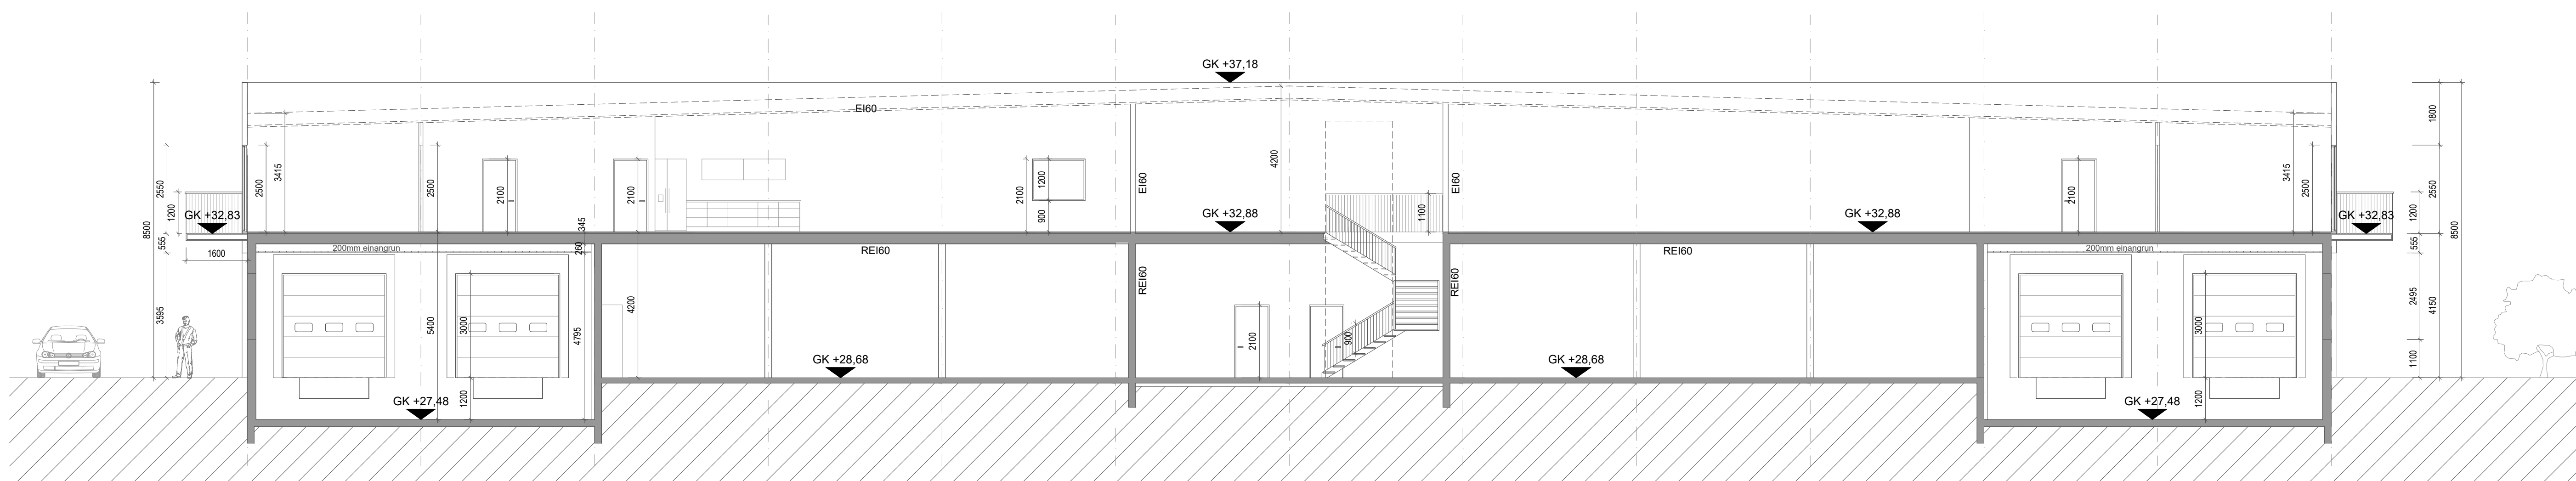 GK +37,18
EI60
1800
8500
2550
1200
555
3595
GK +32,83
1600
2500
3415
2500
2100
2100
345
2100
1200
900
EI60
4200
GK +32,88
EI60
1100
GK +32,88
2100
3415
2500
GK +32,83
1200
2550
8500
200mm einangrun
260
REI60
REI60
REI60
REI60
200mm einangrun
555
2495
4150
1100
5400
3000
4795
4200
2100
900
3000
GK +28,68
GK +28,68
GK +27,48
1200
GK +27,48
1200